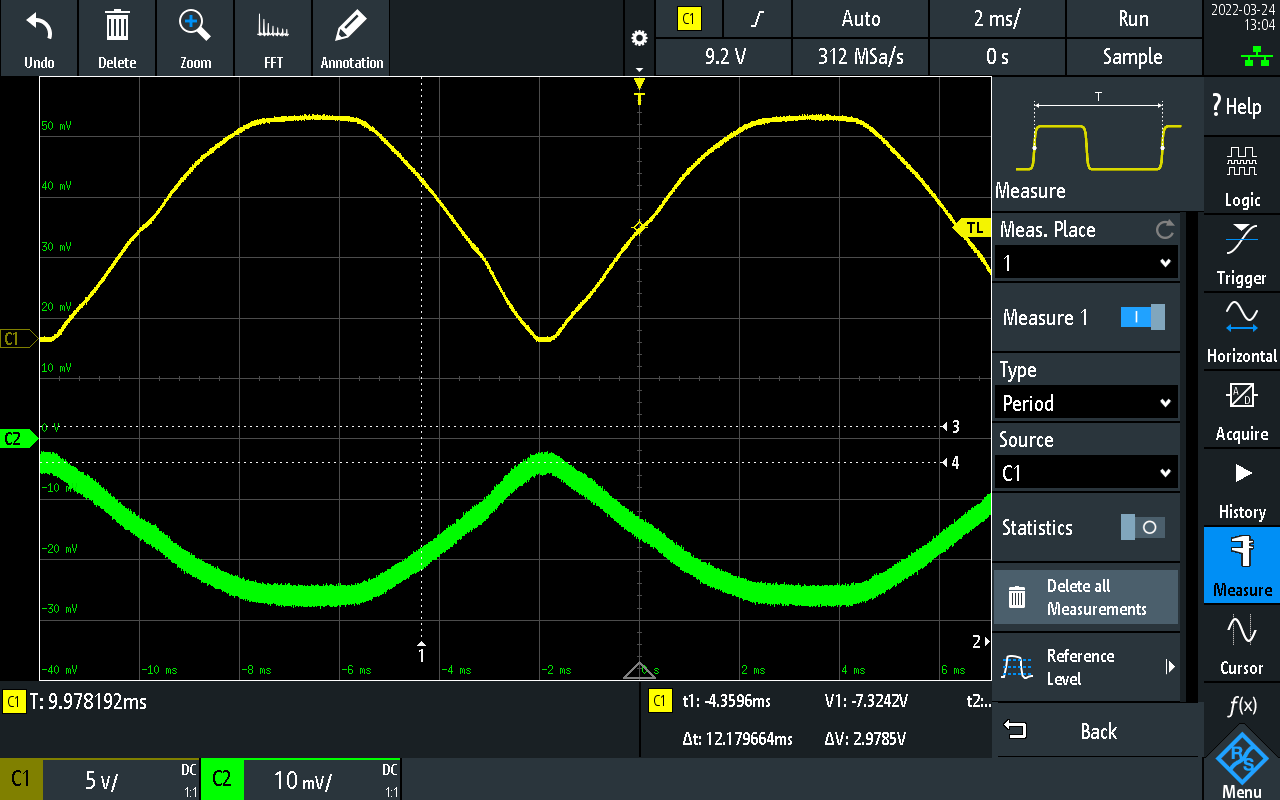 Undo
Delete
Zoom
FFT
Annotation
C1
Auto
2 ms/
Run
9.2 V
312 MSa/s
0 s
Sample
2022-03-24
13:04
T
50 mV
40 mV
30 mV
20 mV
10 mV
0 V
-10 mV
-20 mV
-30 mV
-40 mV
C1
C2
TL
3
4
1
2
-10 ms
-8 ms
-6 ms
-4 ms
-2 ms
0 s
2 ms
4 ms
6 ms
T
Measure
Meas. Place
1
Measure 1
Type
Period
Source
C1
Statistics
Delete all
Measurements
Reference
Level
Back
? Help
Logic
Trigger
Horizontal
A/D
Acquire
History
Measure
Cursor
f(x)
R S
Menu
C1 T: 9.978192ms
C1 t1: -4.3596ms V1: -7.3242V t2:..
Δt: 12.179664ms ΔV: 2.9785V
C1 5 V/ DC 1:1
C2 10 mV/ DC 1:1